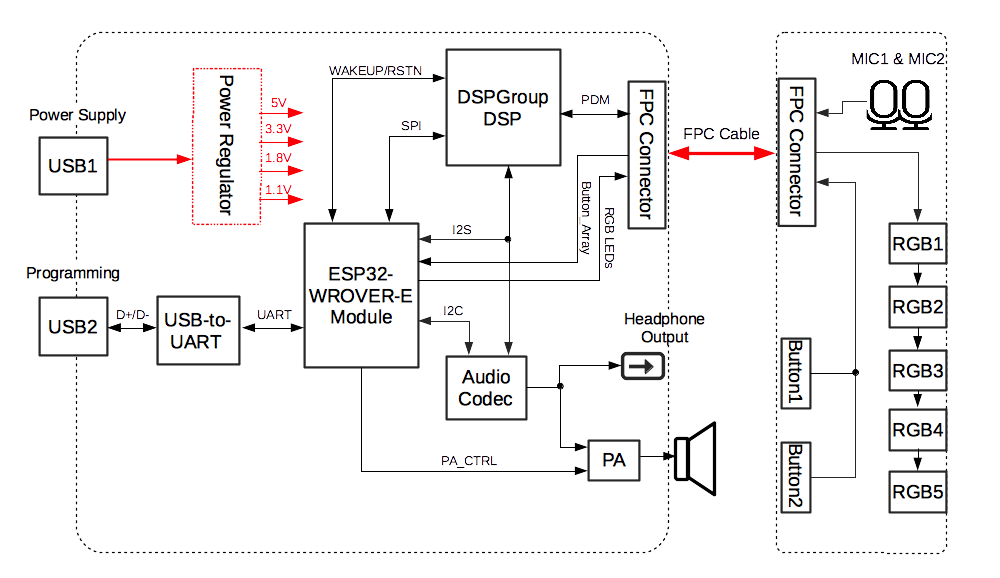 MIC1 & MIC2
WAKEUP/RSTN
DSPGroup
DSP
PDM
FPC Connector
FPC Cable
FPC Connector
Power Regulator
5V
3.3V
1.8V
1.1V
Power Supply
USB1
SPI
Button_Array
RGB LEDs
I2S
RGB1
Programming
ESP32-
WROVER-E
Module
USB2
D+/D-
USB-to-
UART
UART
I2C
RGB2
Headphone
Output
Audio
Codec
Button1
RGB3
RGB4
PA_CTRL
PA
Button2
RGB5